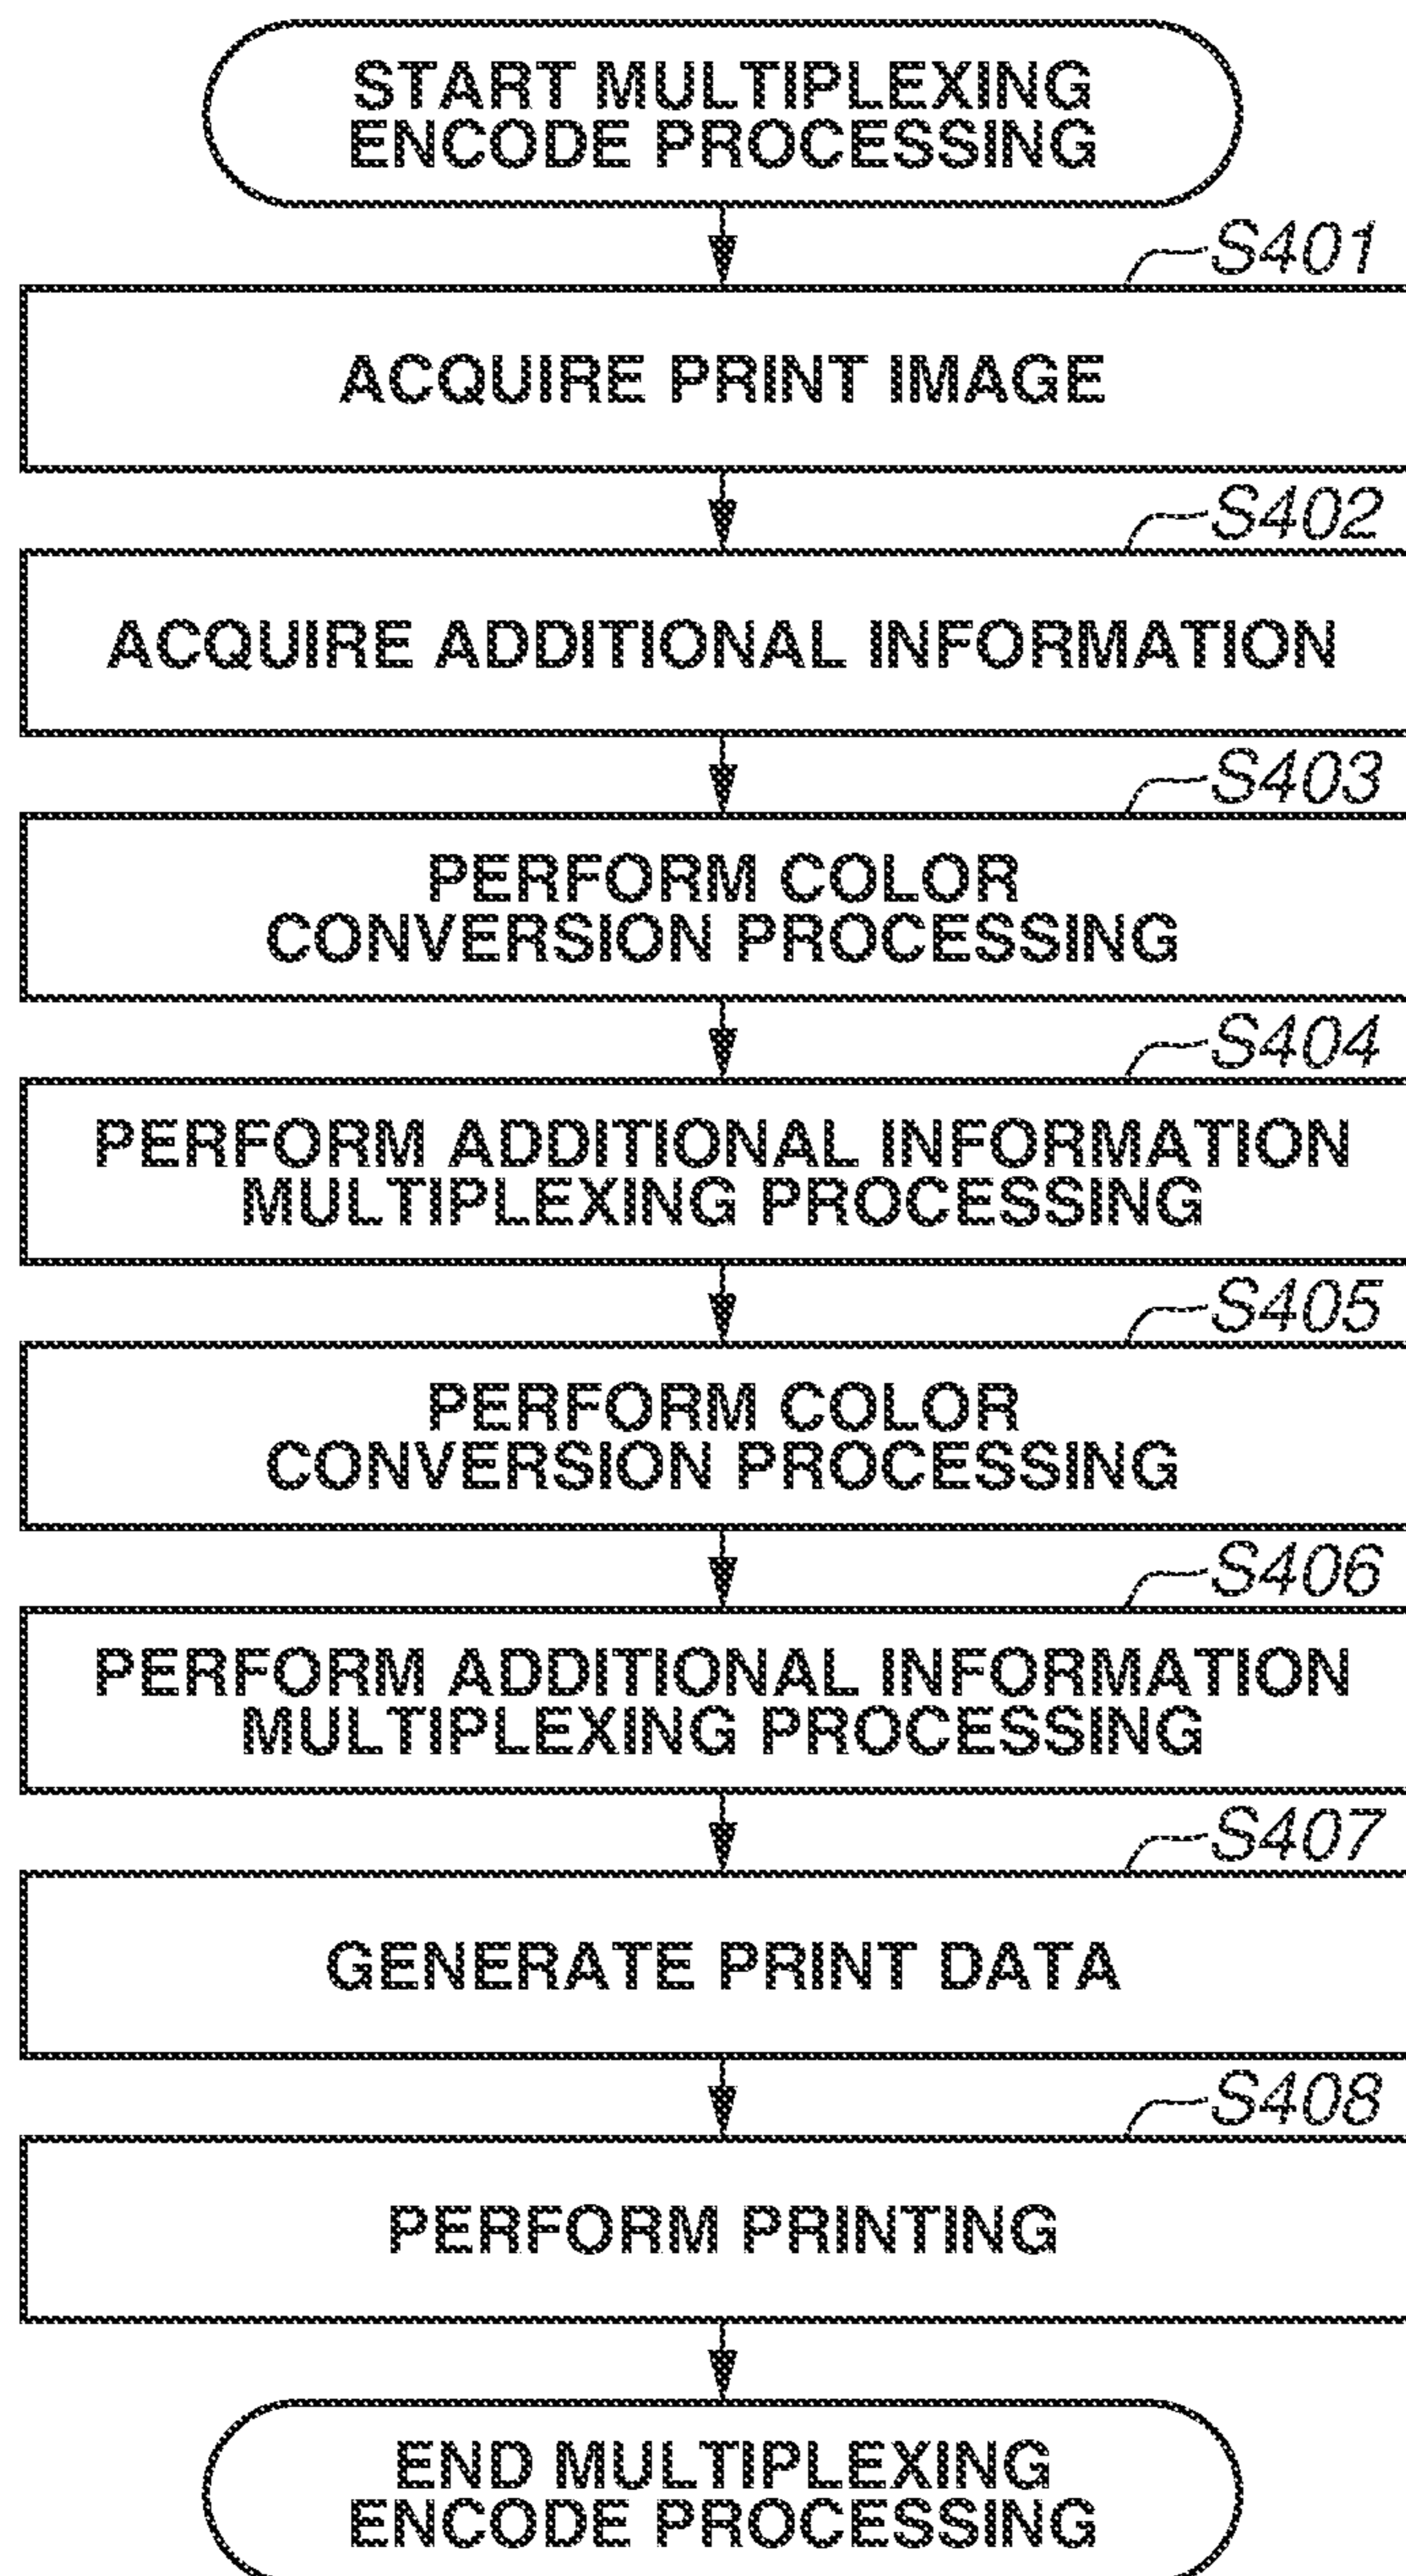 START MULTIPLEXING
ENCODE PROCESSING
S401
ACQUIRE PRINT IMAGE
S402
ACQUIRE ADDITIONAL INFORMATION
S403
PERFORM COLOR
CONVERSION PROCESSING
S404
PERFORM ADDITIONAL INFORMATION
MULTIPLEXING PROCESSING
S405
PERFORM COLOR
CONVERSION PROCESSING
S406
PERFORM ADDITIONAL INFORMATION
MULTIPLEXING PROCESSING
S407
GENERATE PRINT DATA
S408
PERFORM PRINTING
END MULTIPLEXING
ENCODE PROCESSING